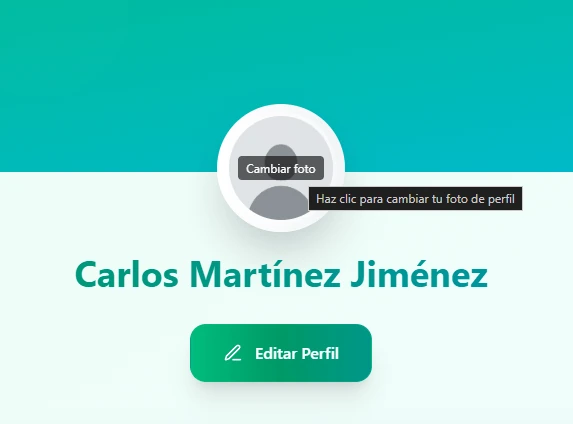 Cambiar foto
Haz clic para cambiar tu foto de perfil
Carlos Martínez Jiménez
Editar Perfil